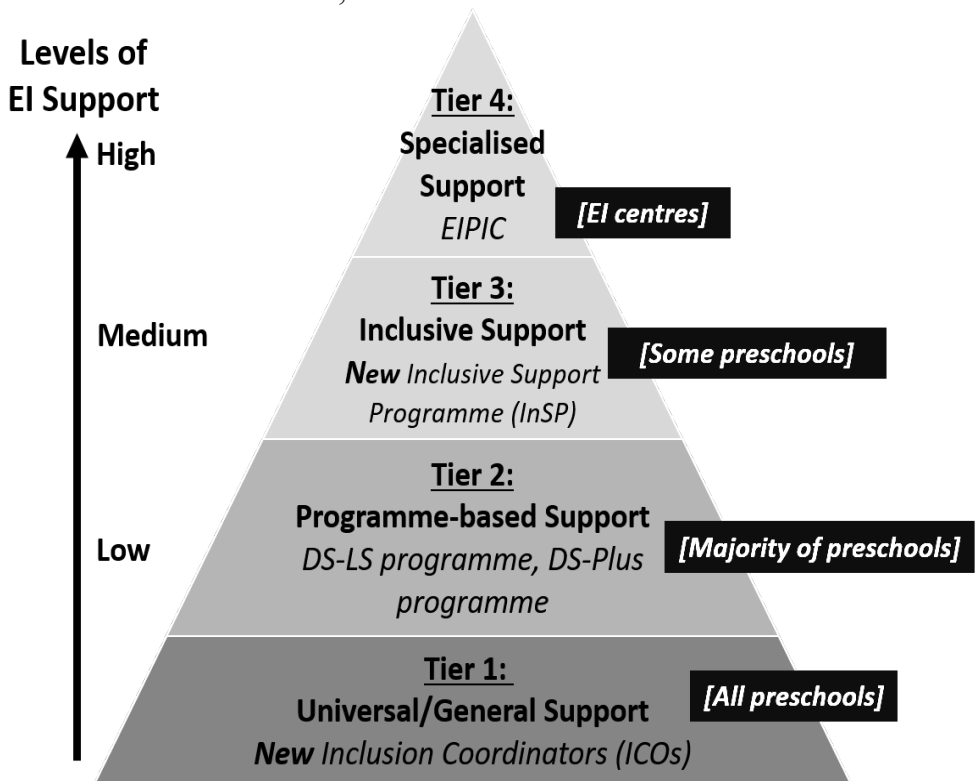 Levels of
EI Support
High
Medium
Low
Tier 4:
Specialised
Support
EIPIC
[EI centres]
Tier 3:
Inclusive Support
New Inclusive Support
Programme (InSP)
[Some preschools]
Tier 2:
Programme-based Support
DS-LS programme, DS-Plus
programme
[Majority of preschools]
Tier 1:
Universal/General Support
New Inclusion Coordinators (ICOs)
[All preschools]